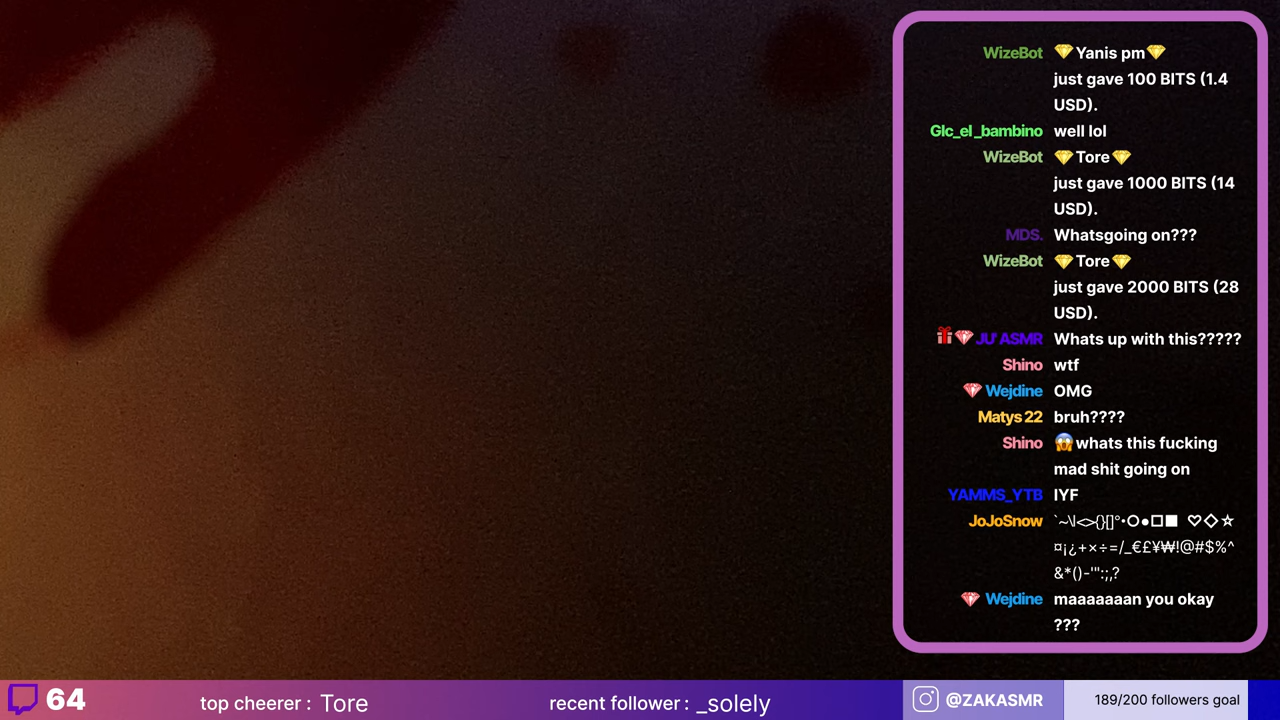 WizeBot 💎Yanis pm💎
just gave 100 BITS (1.4
USD).
Glc_el_bambino well lol
WizeBot 💎Tore💎
just gave 1000 BITS (14
USD).
MDS. Whatsgoing on???
WizeBot 💎Tore💎
just gave 2000 BITS (28
USD).
JU' ASMR Whats up with this?????
Shino wtf
Wejdine OMG
Matys 22 bruh????
Shino 😱whats this fucking
mad shit going on
YAMMS_YTB IYF
JoJoSnow `~\|<>{}[]°•○●□■ ♡◇☆
¤¡¿+×÷=/_€£¥₩!@#$%^
&*()-'":;,?
Wejdine maaaaaaan you okay
???
64 top cheerer : Tore recent follower : _solely @ZAKASMR 189/200 followers goal